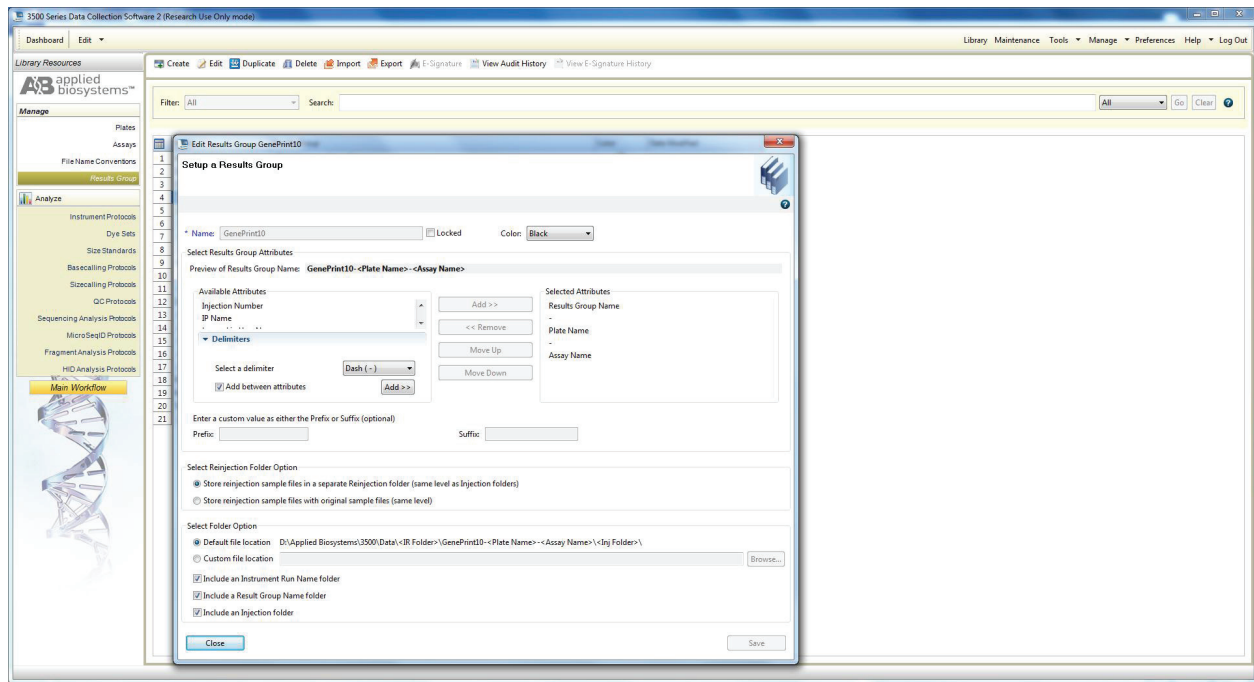 3500 Series Data Collection Software 2 (Research Use Only mode)
Dashboard Edit Library Maintenance Tools Manage Preferences Help Log Out
Library Resources
Create Edit Duplicate Delete Import Export E-Signature View Audit History View E-Signature History
AB applied biosystems™
Filter: All Search: All Go Clear
Manage
Plates
Assays
File Name Conventions
Results Group
Analyze
Instrument Protocols
Dye Sets
Size Standards
Basecalling Protocols
Sizecalling Protocols
QC Protocols
Sequencing Analysis Protocols
MicroSeqID Protocols
Fragment Analysis Protocols
HID Analysis Protocols
Main Workflow
1
2
3
4
5
6
7
8
9
10
11
12
13
14
15
16
17
18
19
20
21
Edit Results Group GenePrint10
Setup a Results Group
* Name: GenePrint10 Locked Color: Black
Select Results Group Attributes
Preview of Results Group Name: GenePrint10-<Plate Name>-<Assay Name>
Available Attributes
Injection Number
IP Name
Delimiters
Select a delimiter Dash ( - )
Add between attributes Add >>
Add >>
<< Remove
Move Up
Move Down
Selected Attributes
Results Group Name
-
Plate Name
-
Assay Name
Enter a custom value as either the Prefix or Suffix (optional)
Prefix: Suffix:
Select Reinjection Folder Option
Store reinjection sample files in a separate Reinjection folder (same level as Injection folders)
Store reinjection sample files with original sample files (same level)
Select Folder Option
Default file location D:\Applied Biosystems\3500\Data\<IR Folder>\GenePrint10-<Plate Name>-<Assay Name>\<Inj Folder>\
Custom file location Browse...
Include an Instrument Run Name folder
Include a Result Group Name folder
Include an Injection folder
Close Save